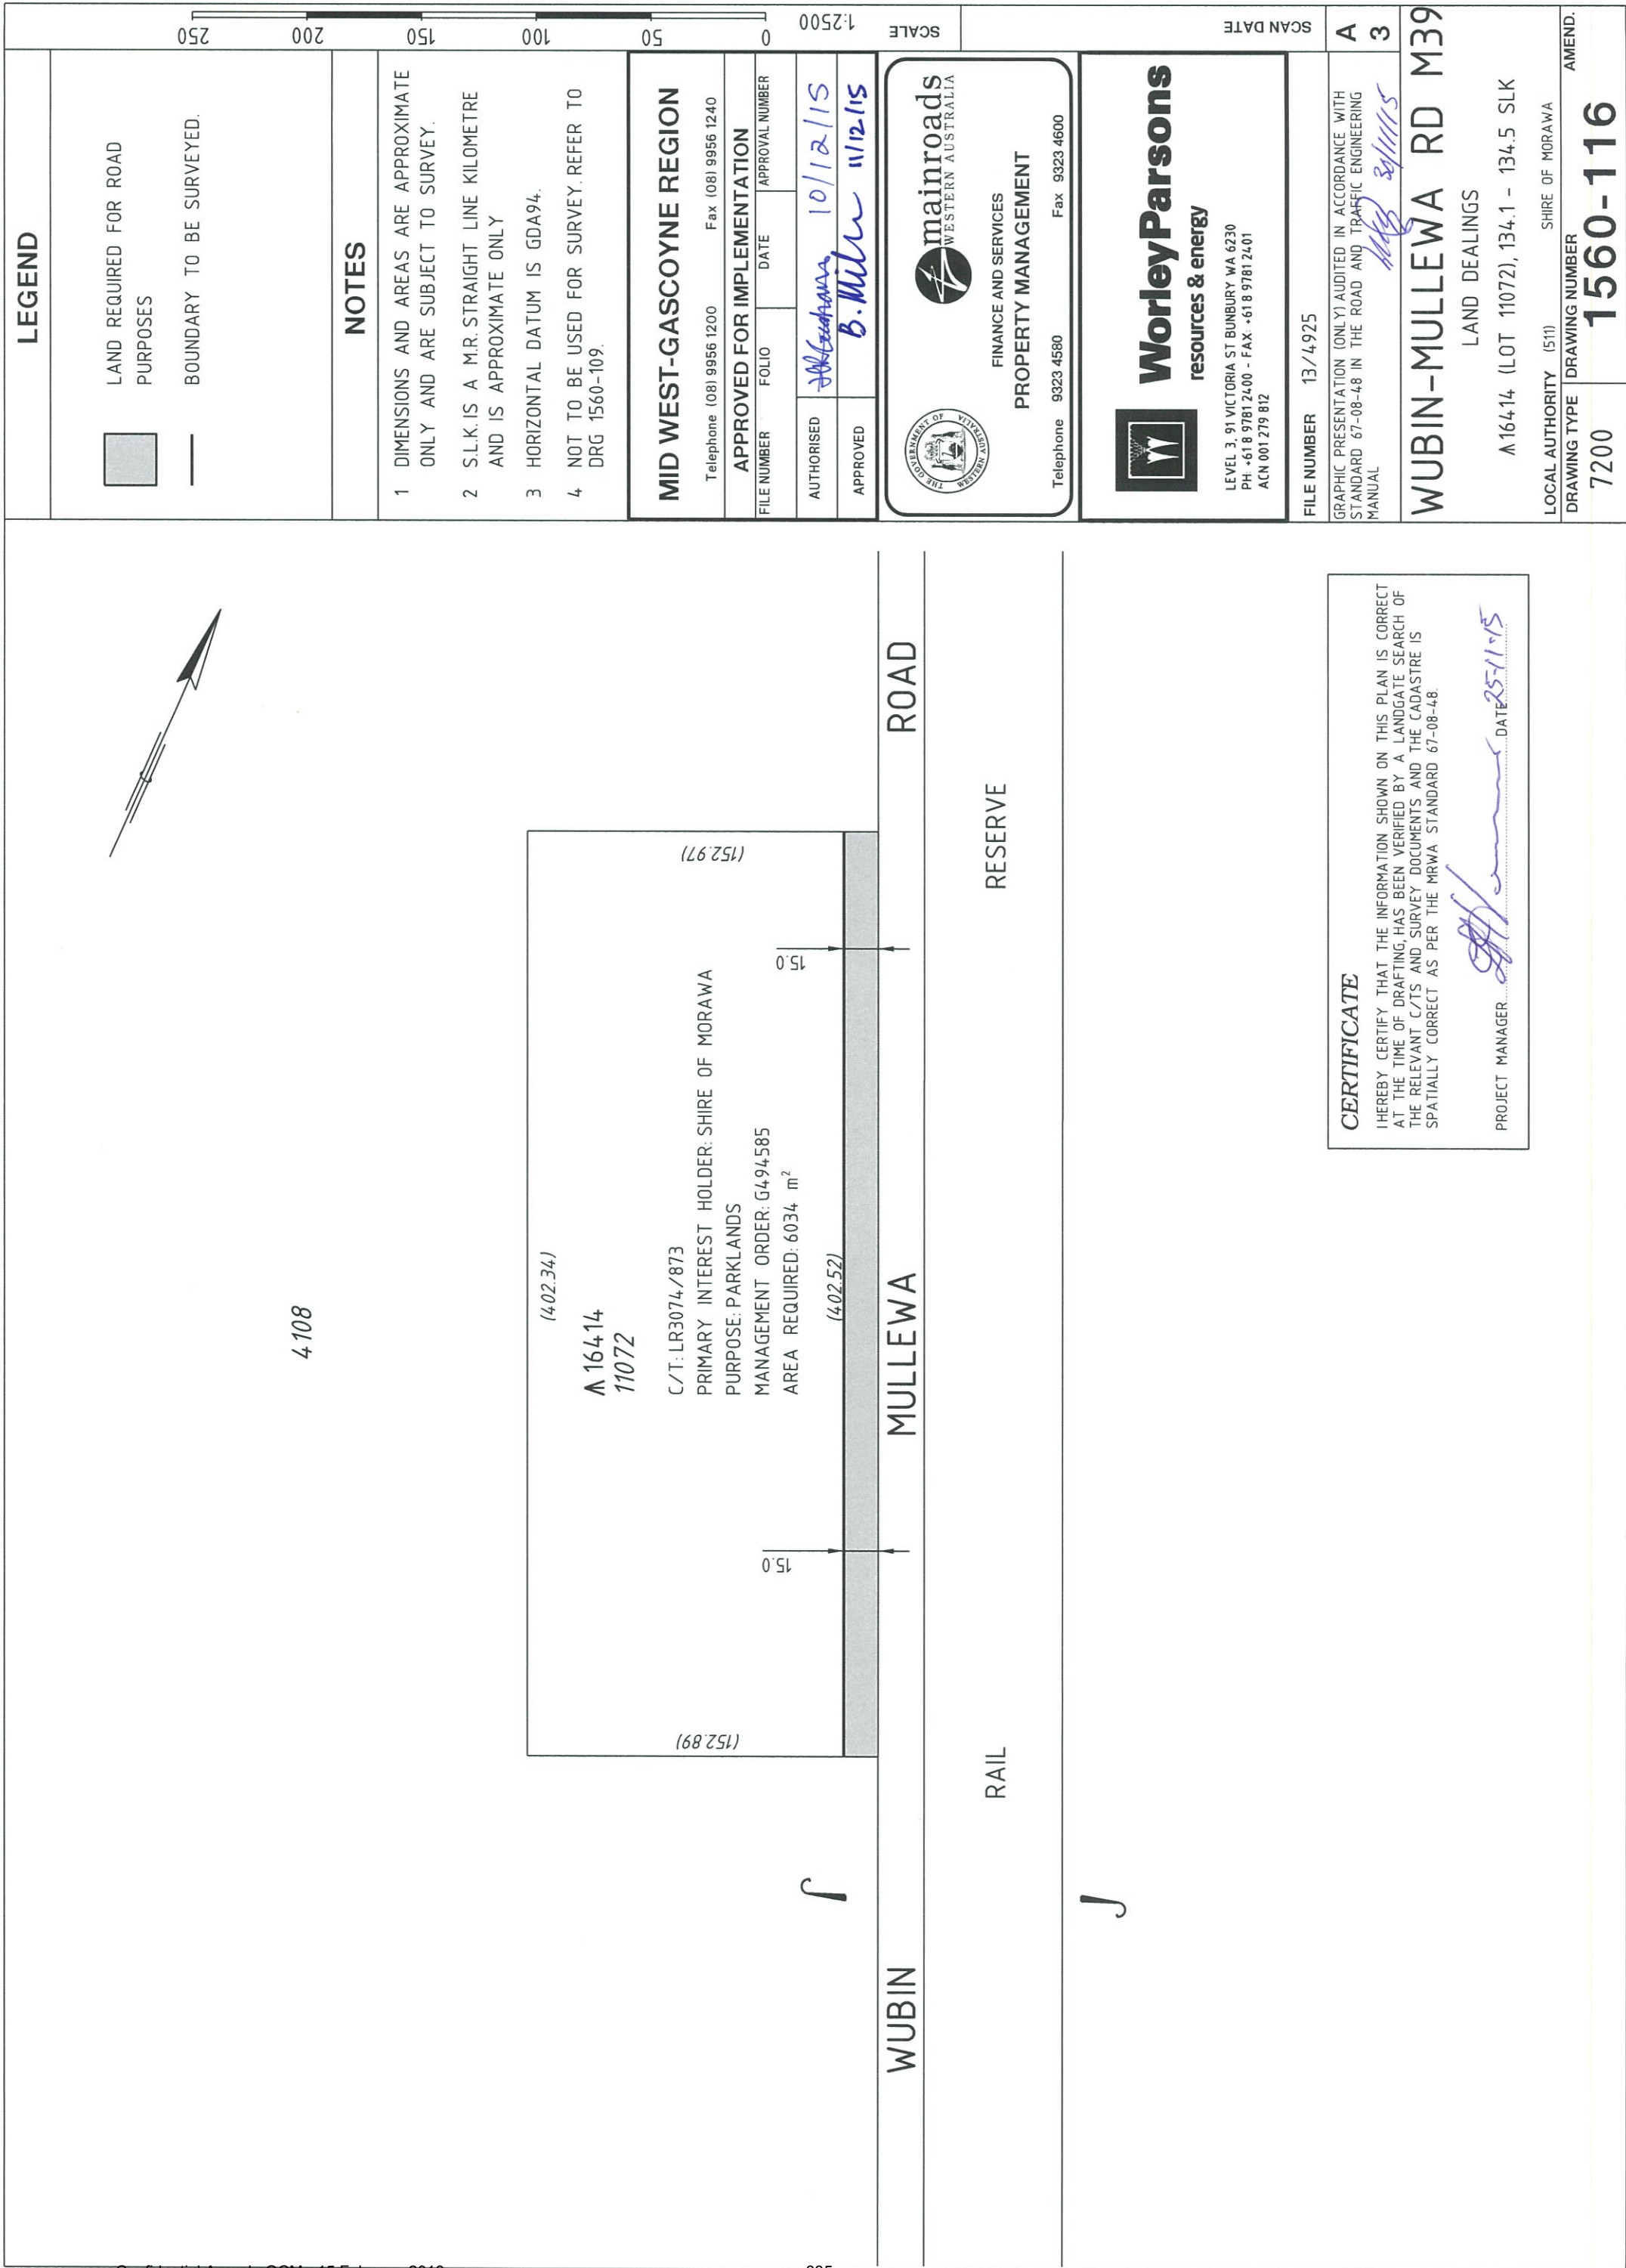 4108
(402.34)
16414
11072
C/T: LR3074/873
PRIMARY INTEREST HOLDER: SHIRE OF MORAWA
PURPOSE: PARKLANDS
MANAGEMENT ORDER: G494585
AREA REQUIRED: 6034 m²
(152.89)
(152.97)
15.0
15.0
(402.52)
WUBIN MULLEWA ROAD
RAIL RESERVE
CERTIFICATE
I HEREBY CERTIFY THAT THE INFORMATION SHOWN ON THIS PLAN IS CORRECT
AT THE TIME OF DRAFTING, HAS BEEN VERIFIED BY A LANDGATE SEARCH OF
THE RELEVANT C/TS AND SURVEY DOCUMENTS AND THE CADASTRE IS
SPATIALLY CORRECT AS PER THE MRWA STANDARD 67-08-48.
PROJECT MANAGER DATE 25-11-15
LEGEND
LAND REQUIRED FOR ROAD
PURPOSES
BOUNDARY TO BE SURVEYED.
NOTES
1 DIMENSIONS AND AREAS ARE APPROXIMATE
ONLY AND ARE SUBJECT TO SURVEY.
2 S.L.K. IS A M.R. STRAIGHT LINE KILOMETRE
AND IS APPROXIMATE ONLY
3 HORIZONTAL DATUM IS GDA94.
4 NOT TO BE USED FOR SURVEY. REFER TO
DRG 1560-109.
MID WEST-GASCOYNE REGION
Telephone (08) 9956 1200 Fax (08) 9956 1240
APPROVED FOR IMPLEMENTATION
FILE NUMBER FOLIO DATE APPROVAL NUMBER
AUTHORISED 10/12/15
APPROVED B. Miller 11/12/15
THE GOVERNMENT OF
WESTERN AUSTRALIA
mainroads
WESTERN AUSTRALIA
FINANCE AND SERVICES
PROPERTY MANAGEMENT
Telephone 9323 4580 Fax 9323 4600
WorleyParsons
resources & energy
LEVEL 3, 91 VICTORIA ST BUNBURY WA 6230
PH: +61 8 9781 2400 - FAX: +61 8 9781 2401
ACN 001 279 812
FILE NUMBER 13/4925
GRAPHIC PRESENTATION (ONLY) AUDITED IN ACCORDANCE WITH
STANDARD 67-08-48 IN THE ROAD AND TRAFFIC ENGINEERING
MANUAL 30/11/15
WUBIN-MULLEWA RD M39
LAND DEALINGS
16414 (LOT 11072), 134.1 - 134.5 SLK
LOCAL AUTHORITY (511) SHIRE OF MORAWA
DRAWING TYPE DRAWING NUMBER AMEND.
7200 1560-116
250
200
150
100
50
0
1:2500
SCALE
SCAN DATE
A
3